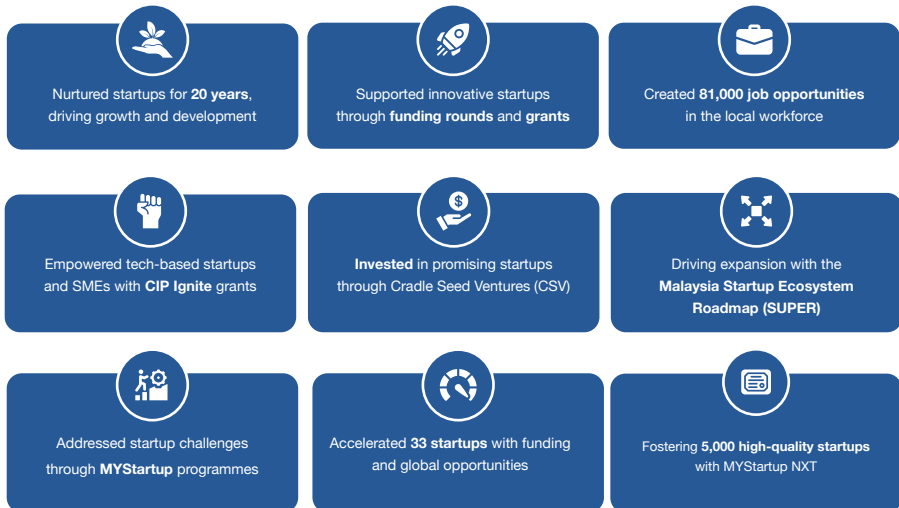 Nurtured startups for 20 years,
driving growth and development
Supported innovative startups
through funding rounds and grants
Created 81,000 job opportunities
in the local workforce
Empowered tech-based startups
and SMEs with CIP Ignite grants
$
Invested in promising startups
through Cradle Seed Ventures (CSV)
Driving expansion with the
Malaysia Startup Ecosystem
Roadmap (SUPER)
Addressed startup challenges
through MYStartup programmes
Accelerated 33 startups with funding
and global opportunities
Fostering 5,000 high-quality startups
with MYStartup NXT